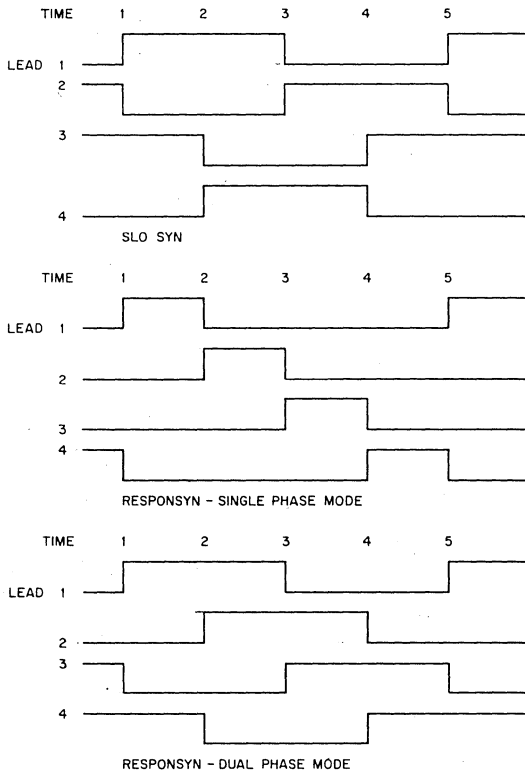 TIME 1 2 3 4 5
LEAD 1
2
3
4
SLO SYN
TIME 1 2 3 4 5
LEAD 1
2
3
4
RESPONSYN - SINGLE PHASE MODE
TIME 1 2 3 4 5
LEAD 1
2
3
4
RESPONSYN - DUAL PHASE MODE